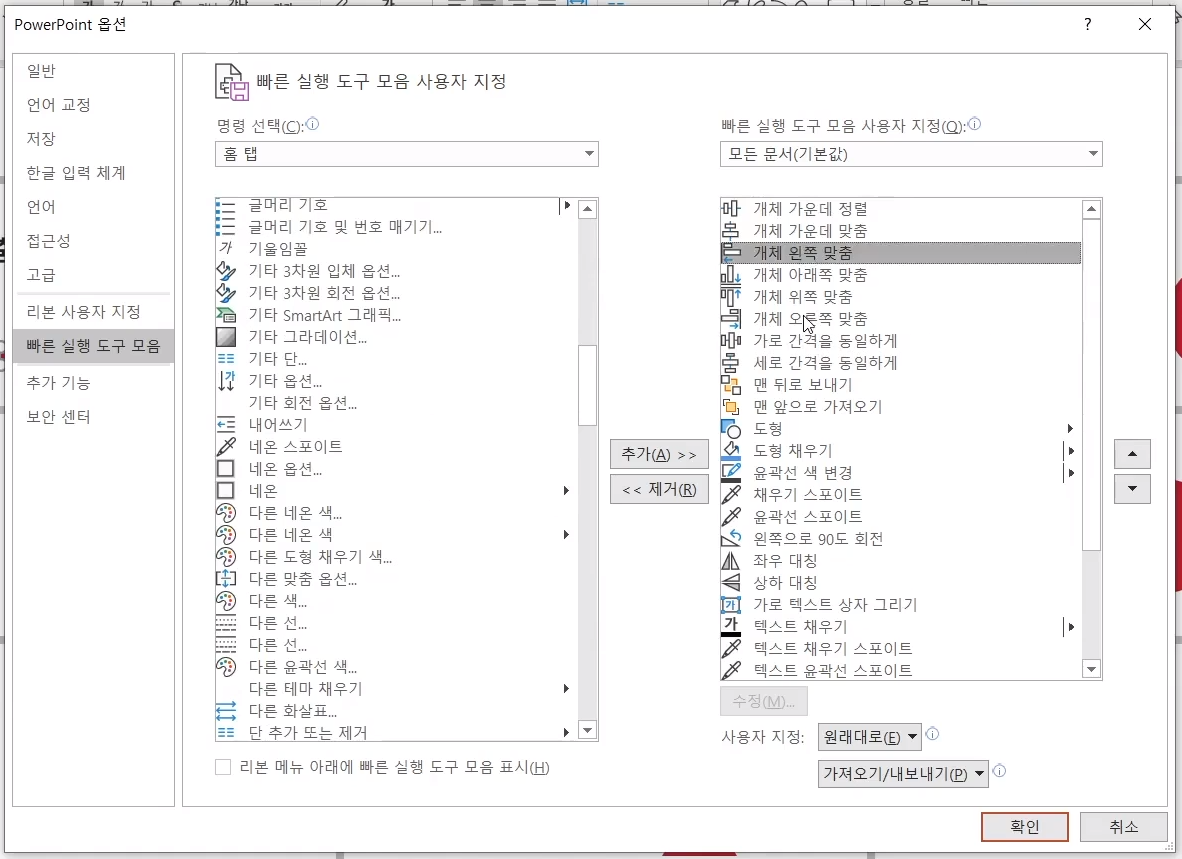 PowerPoint 옵션
?
일반
언어 교정
저장
한글 입력 체계
언어
접근성
고급
리본 사용자 지정
빠른 실행 도구 모음
추가 기능
보안 센터
빠른 실행 도구 모음 사용자 지정
명령 선택(C):
홈 탭
글머리 기호
글머리 기호 및 번호 매기기...
가 기울임꼴
기타 3차원 입체 옵션...
기타 3차원 회전 옵션...
기타 SmartArt 그래픽...
기타 그라데이션...
기타 단...
가 기타 옵션...
기타 회전 옵션...
내어쓰기
네온 스포이트
네온 옵션...
네온
다른 네온 색...
다른 네온 색
다른 도형 채우기 색...
다른 맞춤 옵션...
다른 색...
다른 선...
다른 선...
다른 윤곽선 색...
다른 테마 채우기
다른 화살표...
단 추가 또는 제거
리본 메뉴 아래에 빠른 실행 도구 모음 표시(H)
추가(A) >>
<< 제거(R)
빠른 실행 도구 모음 사용자 지정(Q):
모든 문서(기본값)
개체 가운데 정렬
개체 가운데 맞춤
개체 왼쪽 맞춤
개체 아래쪽 맞춤
개체 위쪽 맞춤
개체 오른쪽 맞춤
가로 간격을 동일하게
세로 간격을 동일하게
맨 뒤로 보내기
맨 앞으로 가져오기
도형
도형 채우기
윤곽선 색 변경
채우기 스포이트
윤곽선 스포이트
왼쪽으로 90도 회전
좌우 대칭
상하 대칭
가 가로 텍스트 상자 그리기
가 텍스트 채우기
텍스트 채우기 스포이트
텍스트 윤곽선 스포이트
수정(M)...
사용자 지정: 원래대로(E)
가져오기/내보내기(P)
확인
취소